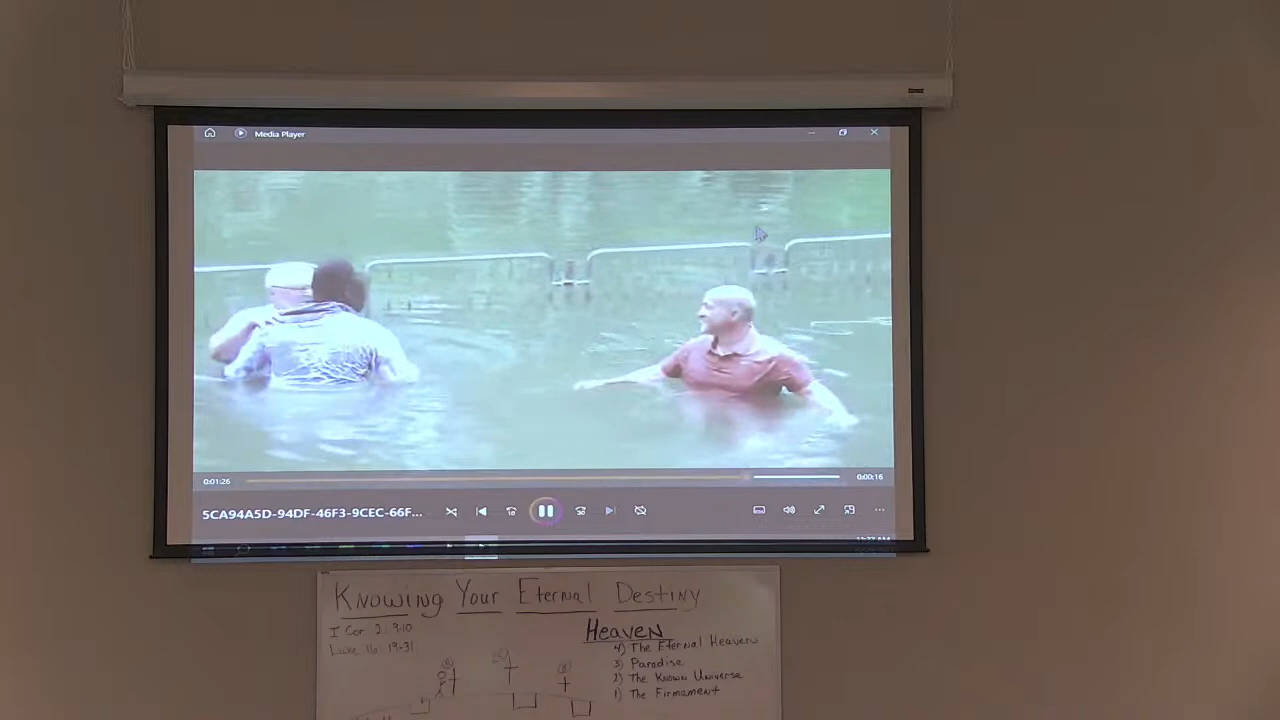 Media Player
0:01:26
0:00:16
5CA94A5D-94DF-46F3-9CEC-66F...
Knowing Your Eternal Destiny
I Cor 2:9-10
Luke 16:19-31
Heaven
4) The Eternal Heavens
3) Paradise
2) The Known Universe
1) The Firmament